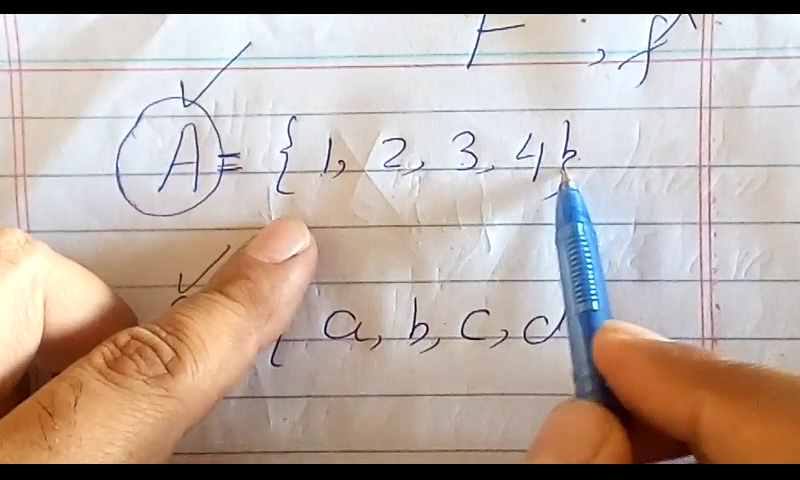 F , f
A = { 1, 2, 3, 4 }
{ a, b, c, d